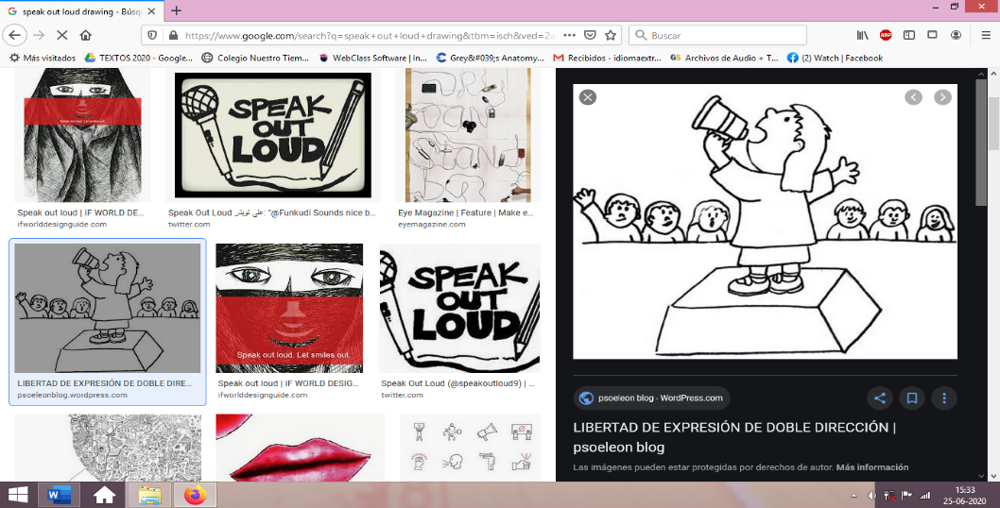 speak out loud drawing - Búsq
https://www.google.com/search?q=speak+out+loud+drawing&tbm=isch&ved=2a
Buscar
ABP
Más visitados
TEXTOS 2020 - Google...
Colegio Nuestro Tiem...
WebClass Software | In...
Grey&#039;s Anatomy...
Recibidos - idiomaextr...
GS Archivos de Audio + T...
(2) Watch | Facebook
Speak out loud. Let smiles out.
SPEAK
OUT
LOUD
Speak out loud | iF WORLD DE...
ifworlddesignguide.com
Speak Out Loud على تويتر: "@Funkudi Sounds nice b...
twitter.com
Eye Magazine | Feature | Make e...
eyemagazine.com
Speak out loud. Let smiles out.
SPEAK
OUT
LOUD
LIBERTAD DE EXPRESIÓN DE DOBLE DIRE...
psoeleonblog.wordpress.com
Speak out loud | iF WORLD DESIG...
ifworlddesignguide.com
Speak Out Loud (@speakoutloud9) | ...
twitter.com
psoeleon blog - WordPress.com
LIBERTAD DE EXPRESIÓN DE DOBLE DIRECCIÓN |
psoeleon blog
Las imágenes pueden estar protegidas por derechos de autor. Más información
15:33
25-06-2020